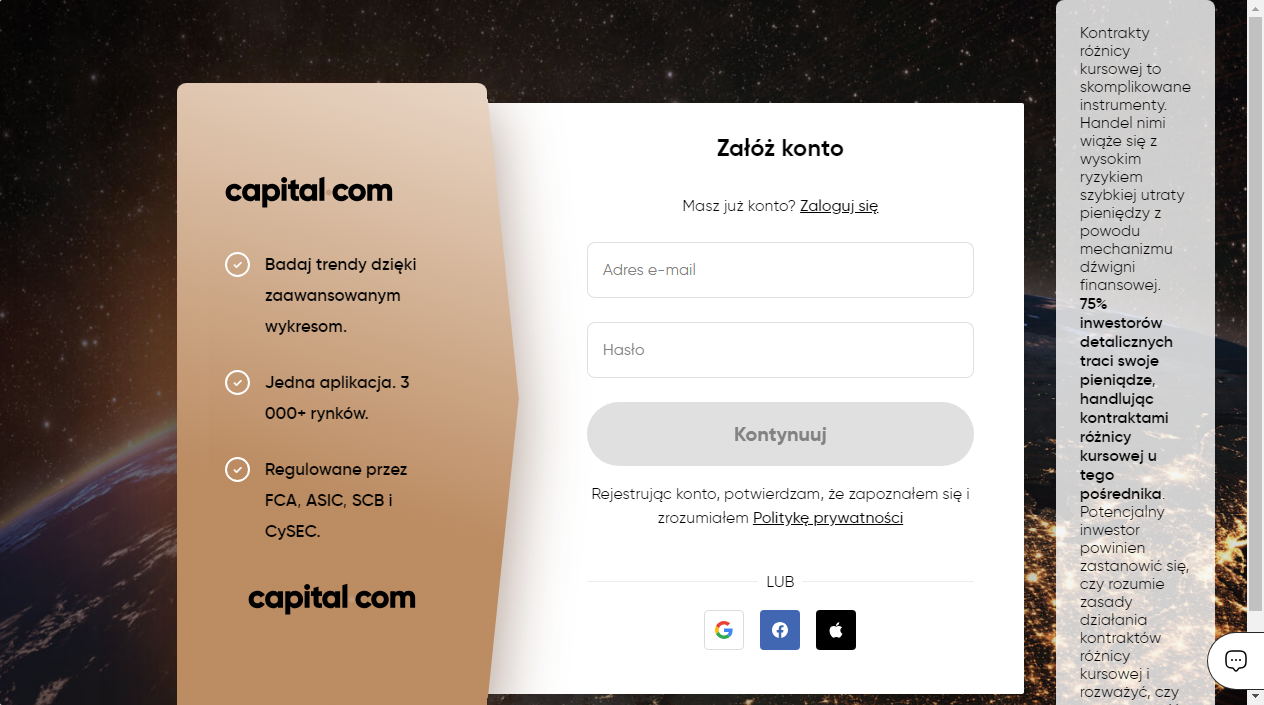 capital.com
Badaj trendy dzięki
zaawansowanym
wykresom.
Jedna aplikacja. 3
000+ rynków.
Regulowane przez
FCA, ASIC, SCB i
CySEC.
capital com
Załóż konto
Masz już konto? Zaloguj się
Adres e-mail
Hasło
Kontynuuj
Rejestrując konto, potwierdzam, że zapoznałem się i
zrozumiałem Politykę prywatności
LUB
Kontrakty
różnicy
kursowej to
skomplikowane
instrumenty.
Handel nimi
wiąże się z
wysokim
ryzykiem
szybkiej utraty
pieniędzy z
powodu
mechanizmu
dźwigni
finansowej.
75%
inwestorów
detalicznych
traci swoje
pieniądze,
handlując
kontraktami
różnicy
kursowej u
tego
pośrednika.
Potencjalny
inwestor
powinien
zastanowić się,
czy rozumie
zasady
działania
kontraktów
różnicy
kursowej i
rozważyć, czy